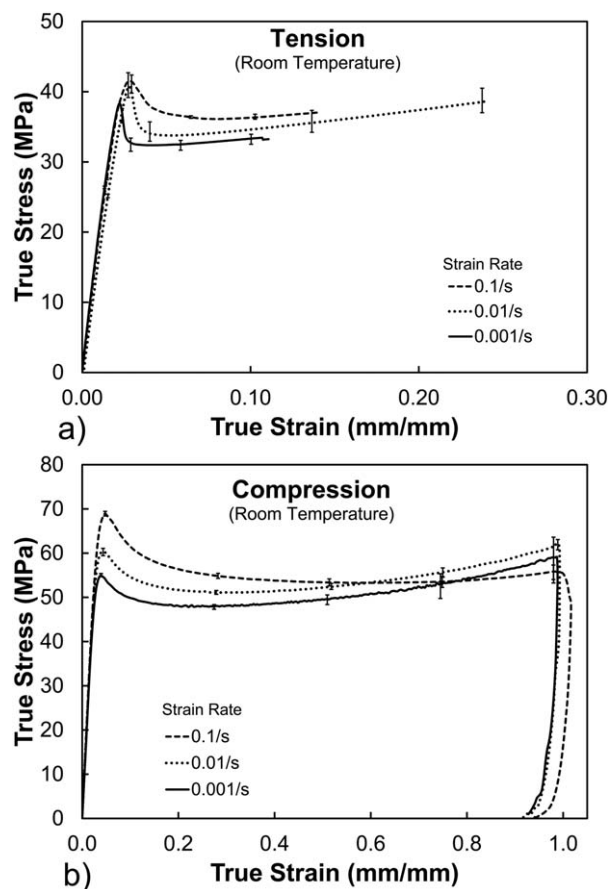 50
40
30
20
10
0
True Stress (MPa)
Tension
(Room Temperature)
Strain Rate
0.1/s
0.01/s
0.001/s
0.00 0.10 0.20 0.30
True Strain (mm/mm)
a)
80
70
60
50
40
30
20
10
0
True Stress (MPa)
Compression
(Room Temperature)
Strain Rate
0.1/s
0.01/s
0.001/s
0.0 0.2 0.4 0.6 0.8 1.0
True Strain (mm/mm)
b)